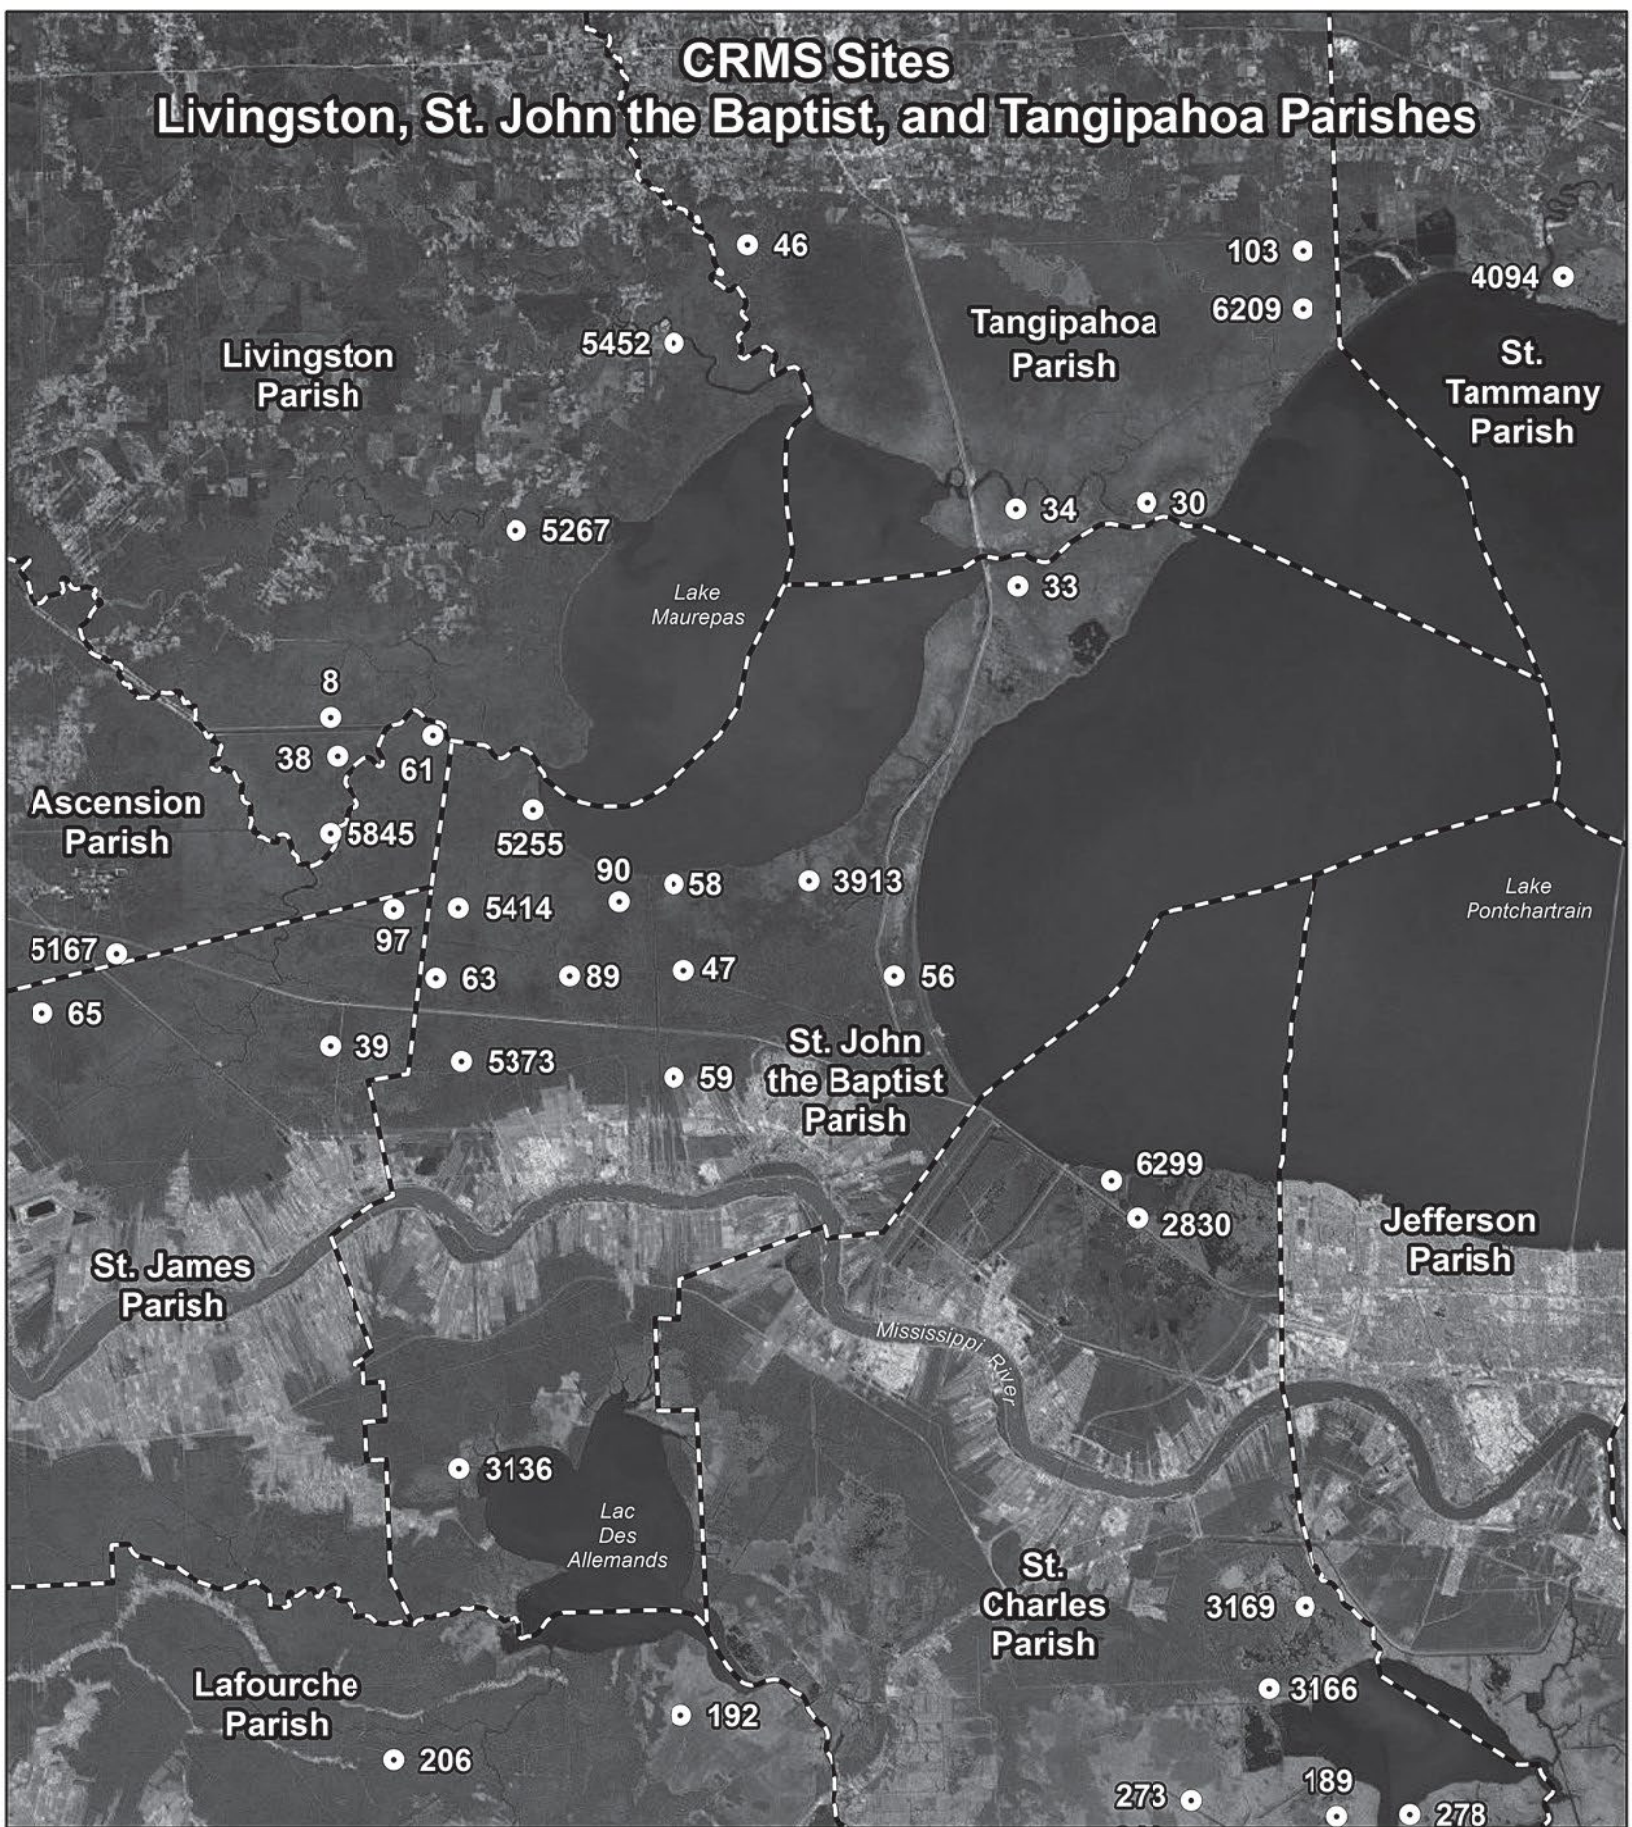 CRMS Sites
Livingston, St. John the Baptist, and Tangipahoa Parishes
46
103
4094
6209
Tangipahoa
Parish
5452
Livingston
Parish
St.
Tammany
Parish
34
30
5267
33
Lake
Maurepas
8
38
61
Ascension
Parish
5845
5255
90
58
3913
Lake
Pontchartrain
5414
97
5167
63
89
47
56
65
39
5373
59
St. John
the Baptist
Parish
6299
2830
Jefferson
Parish
St. James
Parish
Mississippi River
3136
Lac
Des
Allemands
St.
Charles
Parish
3169
3166
Lafourche
Parish
192
206
273
189
278